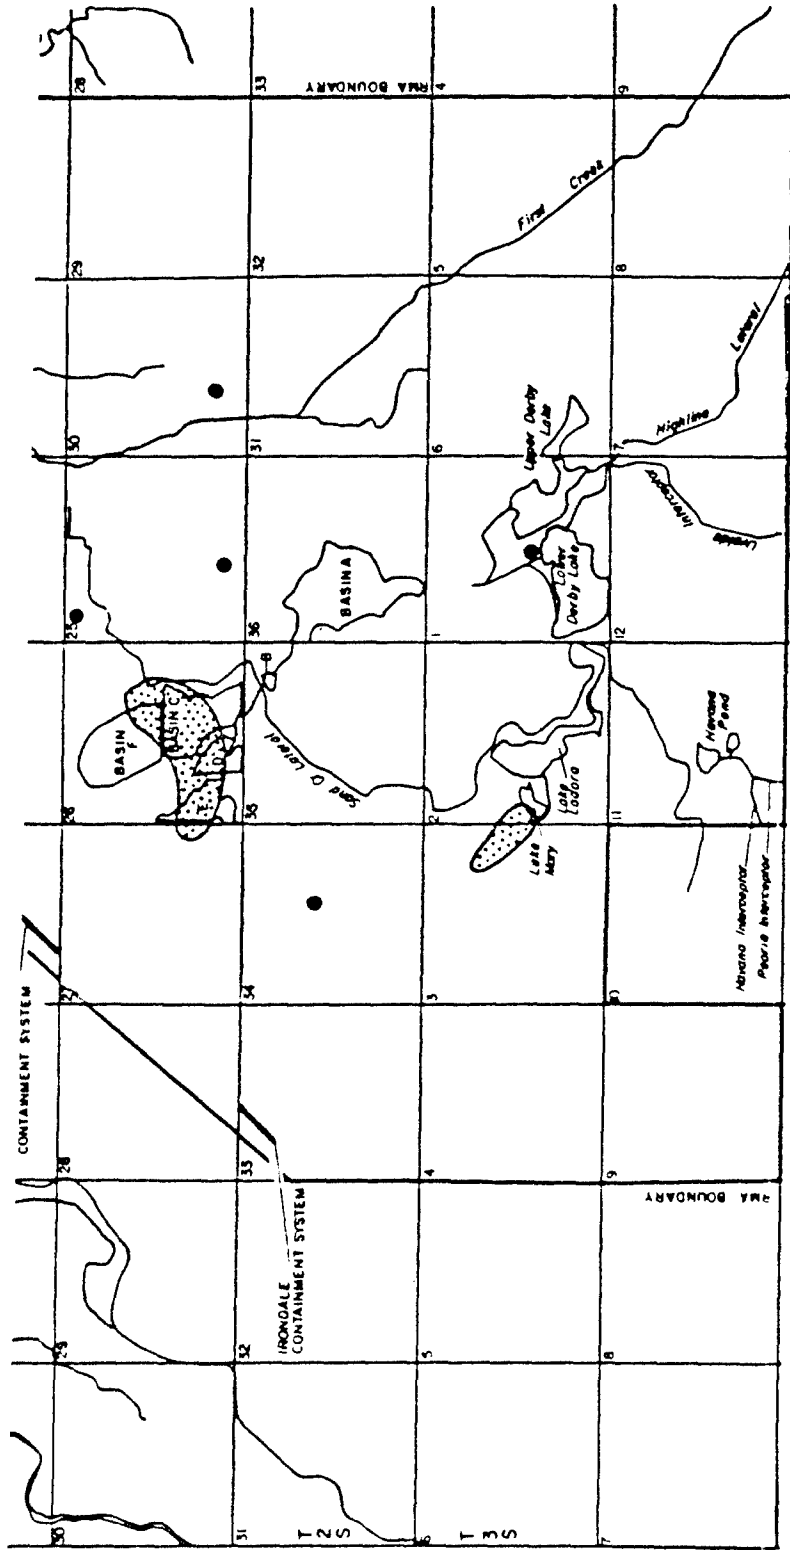 CONTAINMENT SYSTEM
IRONDALE
CONTAINMENT SYSTEM
T
2
S
T
3
S
30
29
28
27
26
25
30
29
28
31
32
33
34
35
36
31
32
33
6
5
4
3
2
1
6
5
4
7
8
9
10
11
12
7
8
9
RMA BOUNDARY
RMA BOUNDARY
BASIN
F
BASIN C
D
E
B
BASIN A
Sand Cr Lateral
First Creek
Upper Derby
Lake
Lower
Derby Lake
Lake
Ladora
Lake
Mary
Highline Lateral
Uvalda Interceptor
Havana
Pond
Havana Interceptor
Peoria Interceptor